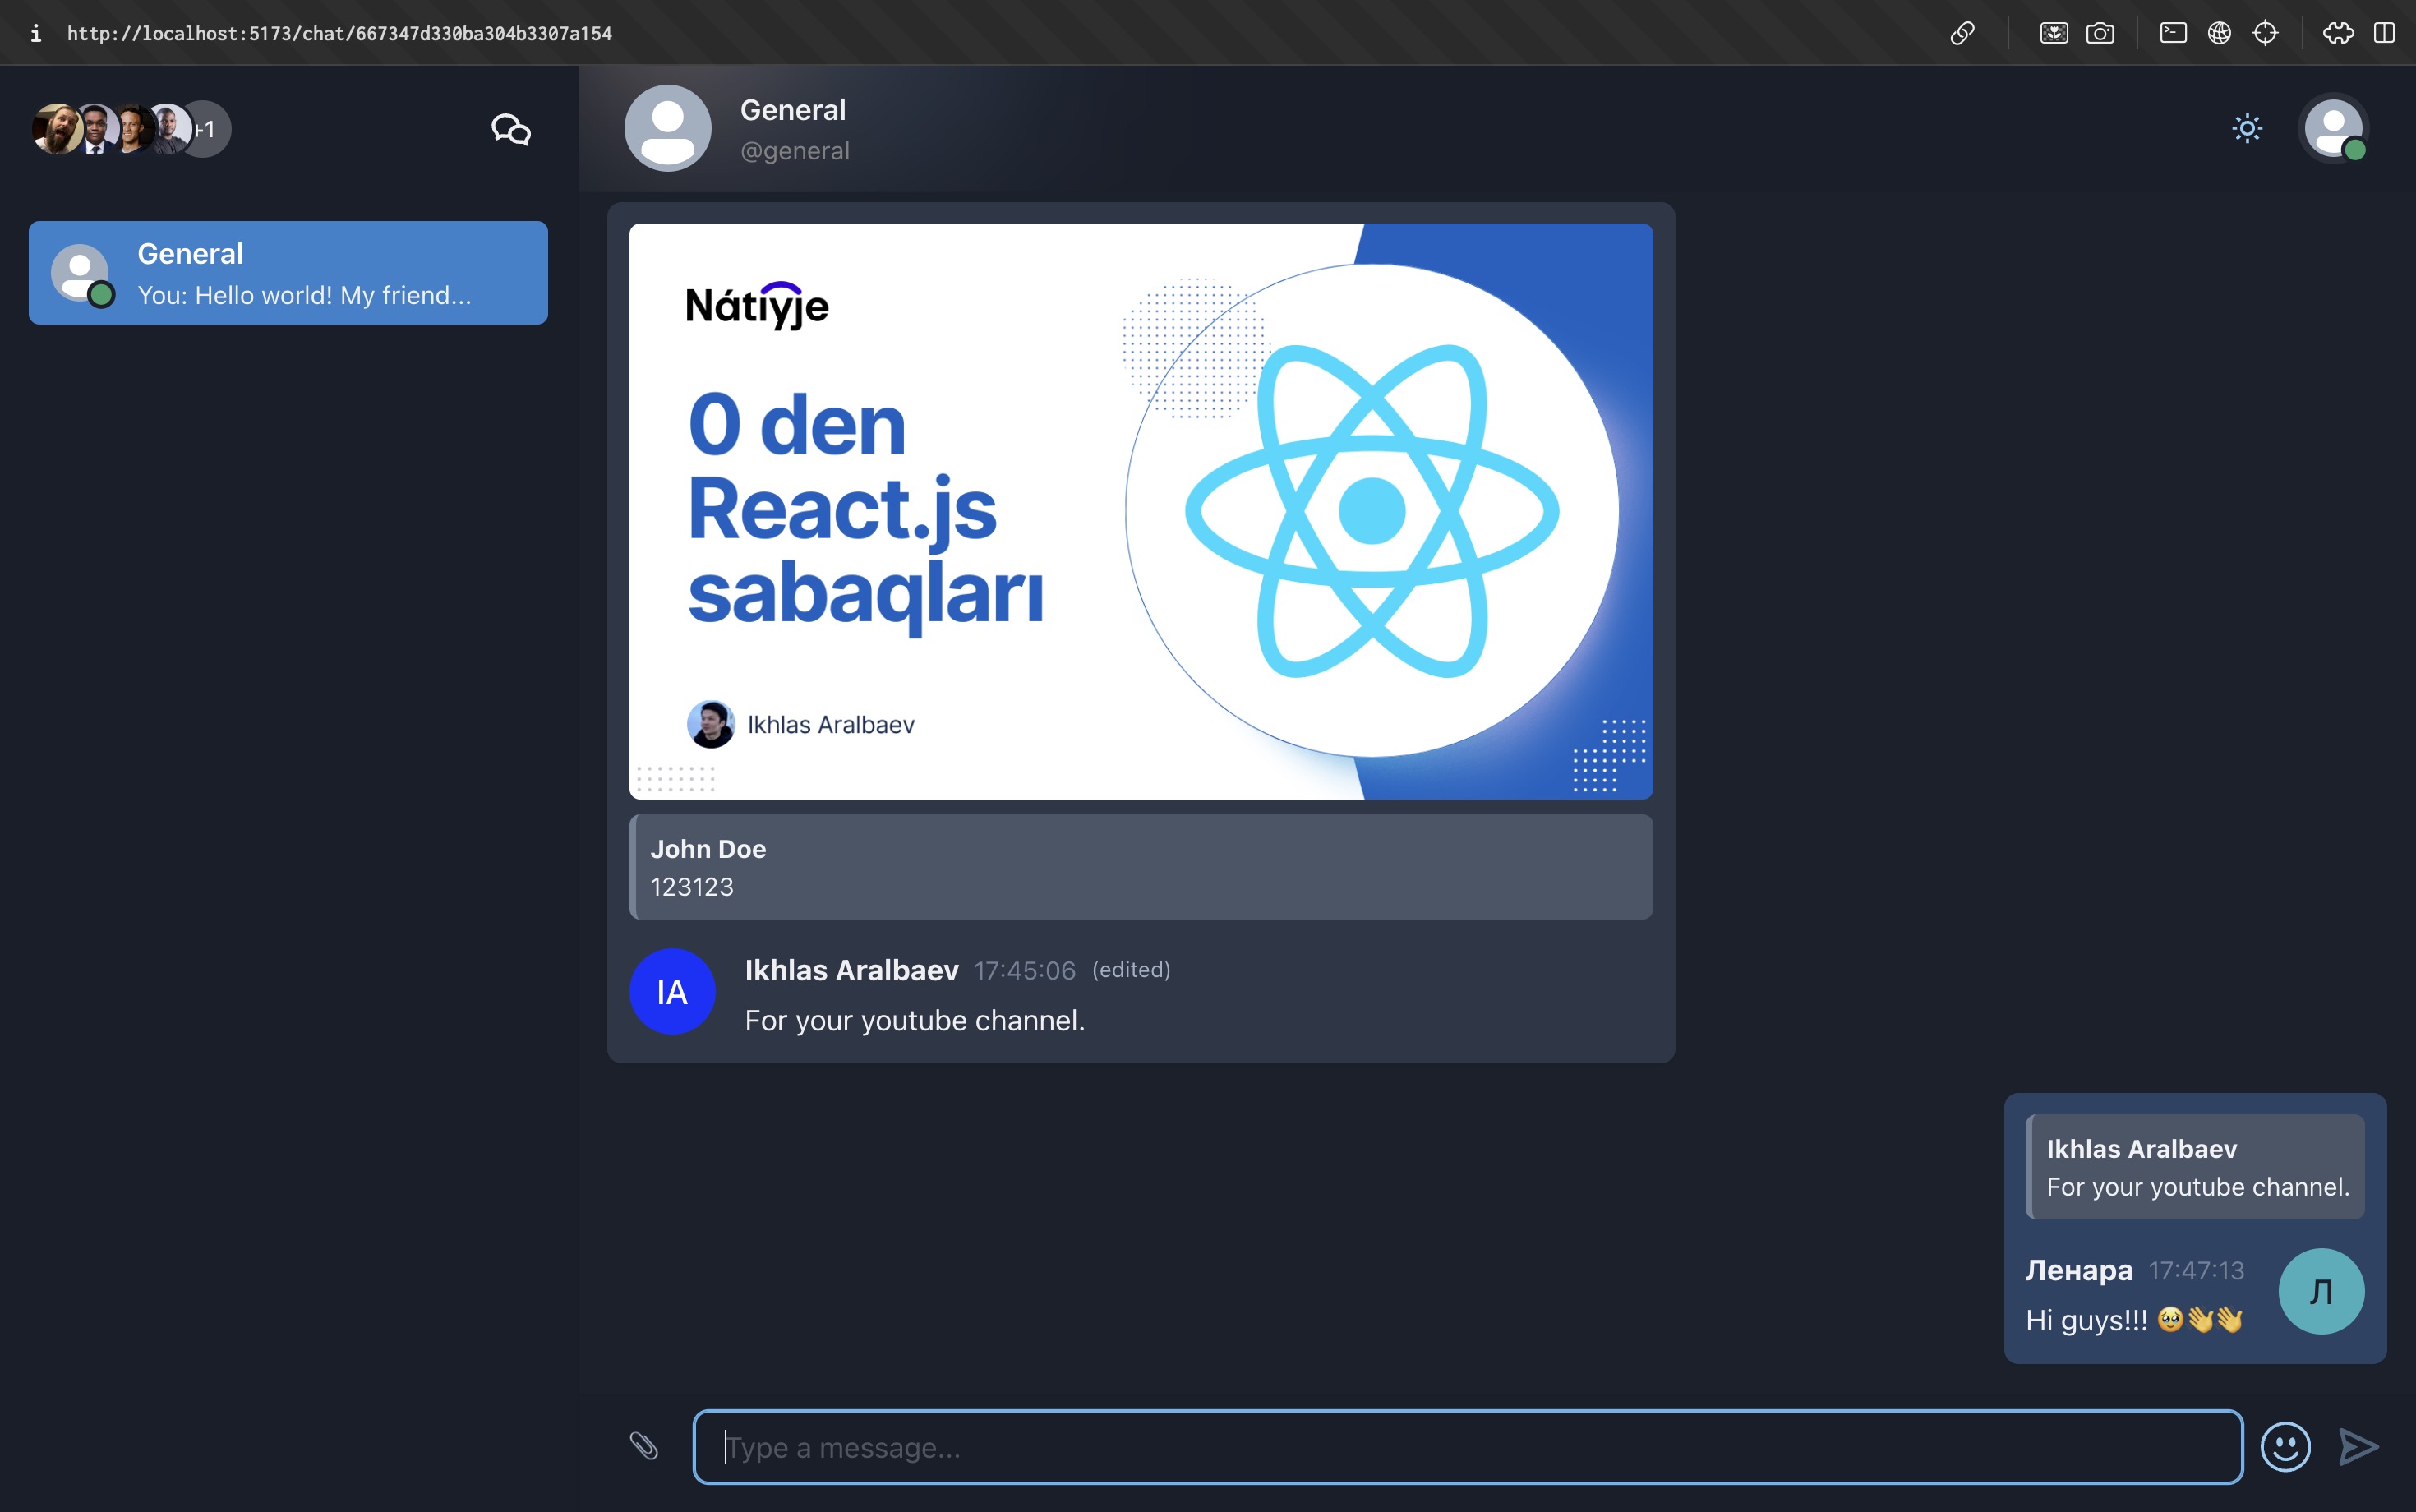 http://localhost:5173/chat/667347d330ba304b3307a154
+1
General
You: Hello world! My friend...
General
@general
Nátiyje
0 den
React.js
sabaqları
Ikhlas Aralbaev
John Doe
123123
IA
Ikhlas Aralbaev 17:45:06 (edited)
For your youtube channel.
Ikhlas Aralbaev
For your youtube channel.
Ленара 17:47:13
Л
Hi guys!!! 🥹👋👋
Type a message...